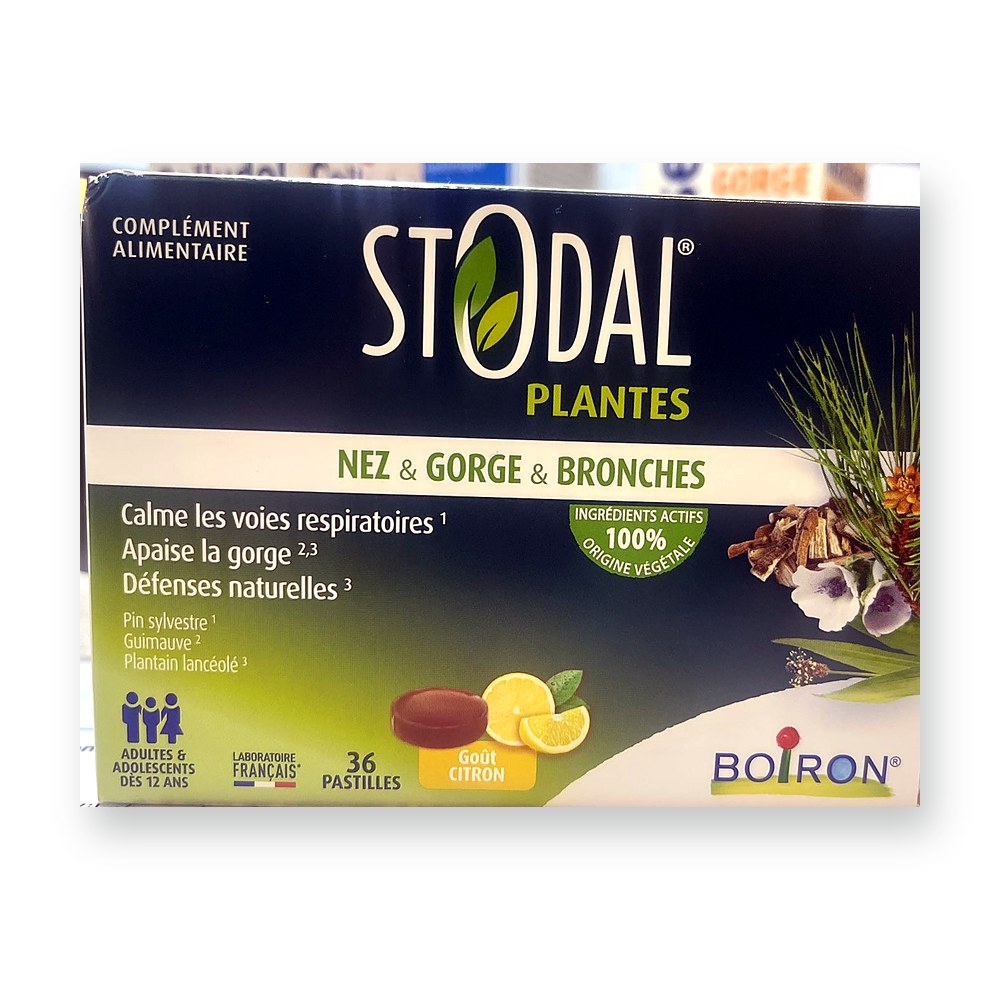 GORGE
COMPLÉMENT
ALIMENTAIRE
STODAL®
PLANTES
NEZ & GORGE & BRONCHES
Calme les voies respiratoires ¹
Apaise la gorge ²,³
Défenses naturelles ³
INGRÉDIENTS ACTIFS
100%
ORIGINE VÉGÉTALE
Pin sylvestre ¹
Guimauve ²
Plantain lancéolé ³
ADULTES &
ADOLESCENTS
DÈS 12 ANS
LABORATOIRE
FRANÇAIS*
36
PASTILLES
Goût
CITRON
BOIRON®